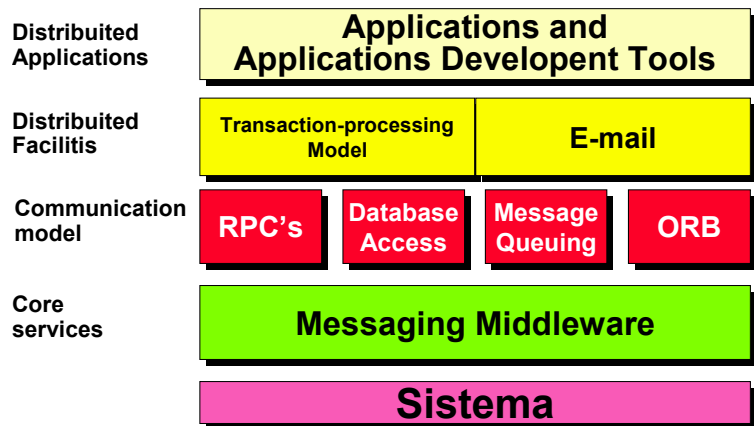 Distribuited
Applications
Applications and
Applications Developent Tools
Distribuited
Facilitis
Transaction-processing
Model
E-mail
Communication
model
RPC's
Database
Access
Message
Queuing
ORB
Core
services
Messaging Middleware
Sistema